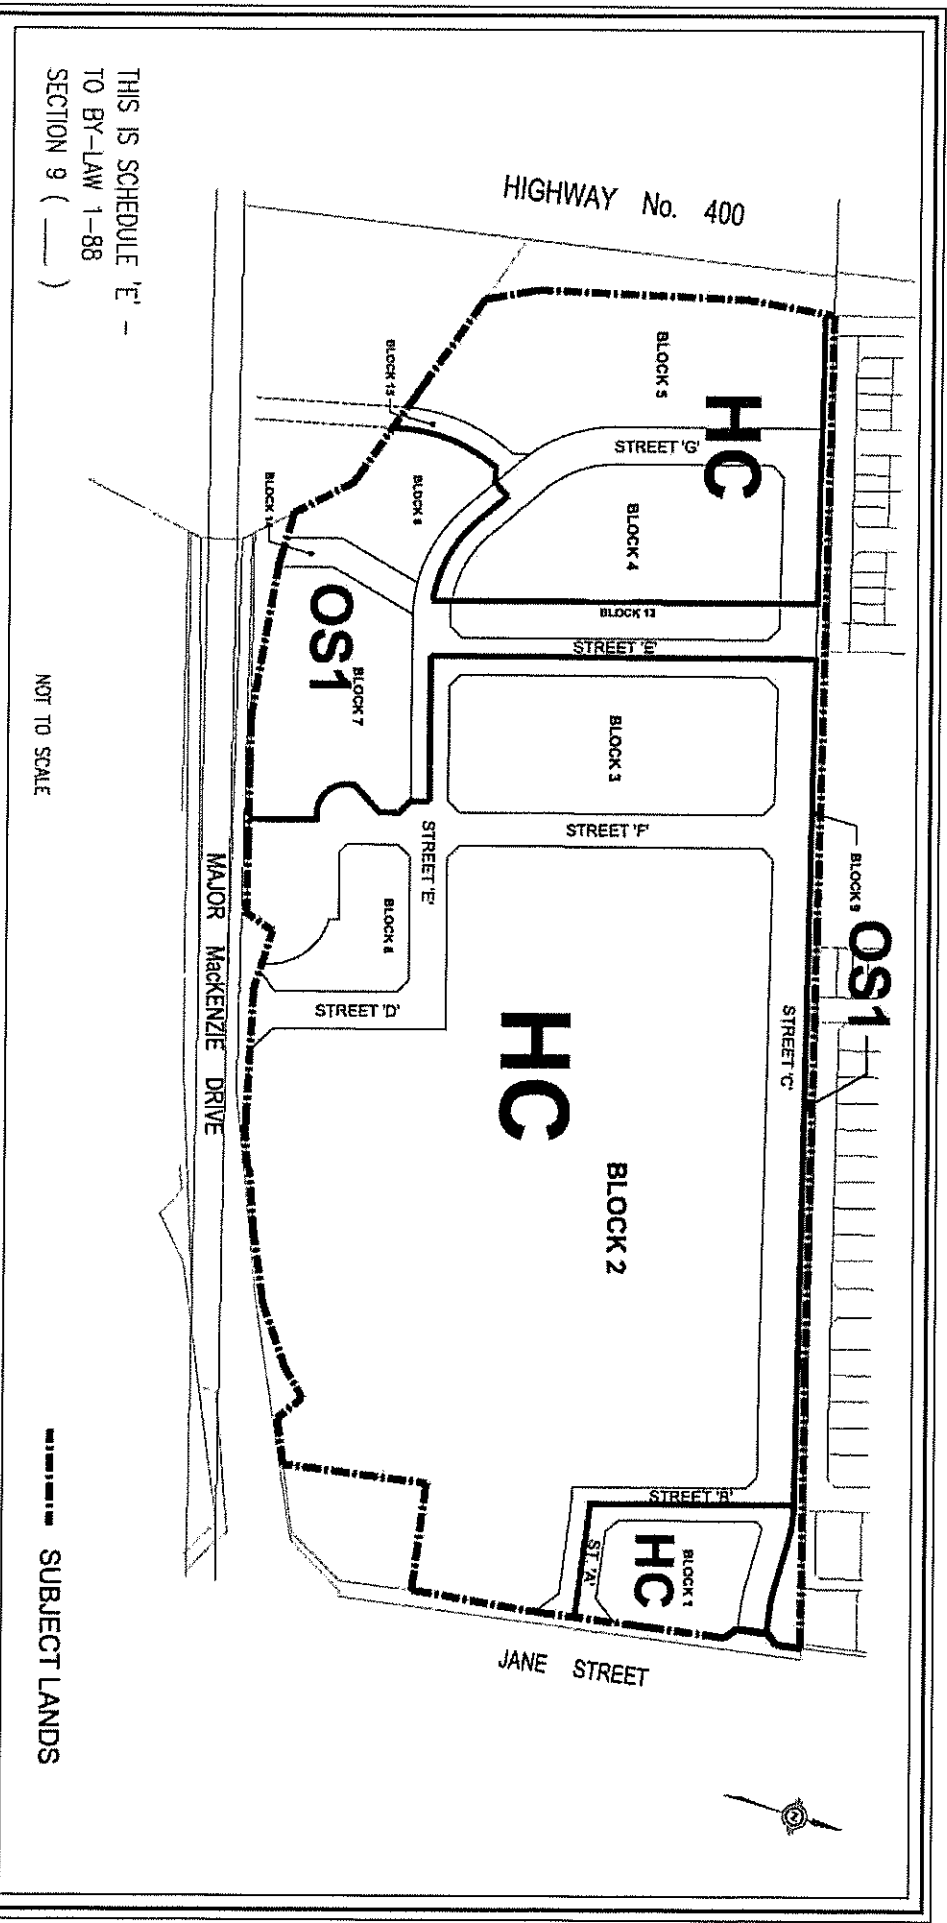 N
OS1
BLOCK 9
STREET 'C'
HIGHWAY No. 400
HC
BLOCK 5
STREET 'G'
BLOCK 4
BLOCK 13
STREET 'E'
BLOCK 3
STREET 'F'
BLOCK 2
HC
STREET 'B'
BLOCK 1
HC
ST. 'A'
JANE STREET
BLOCK 15
BLOCK 6
BLOCK
OS1
BLOCK 7
STREET 'E'
BLOCK 8
STREET 'D'
MAJOR MacKENZIE DRIVE
THIS IS SCHEDULE 'E' -
TO BY-LAW 1-88
SECTION 9 ( ___ )
NOT TO SCALE
SUBJECT LANDS